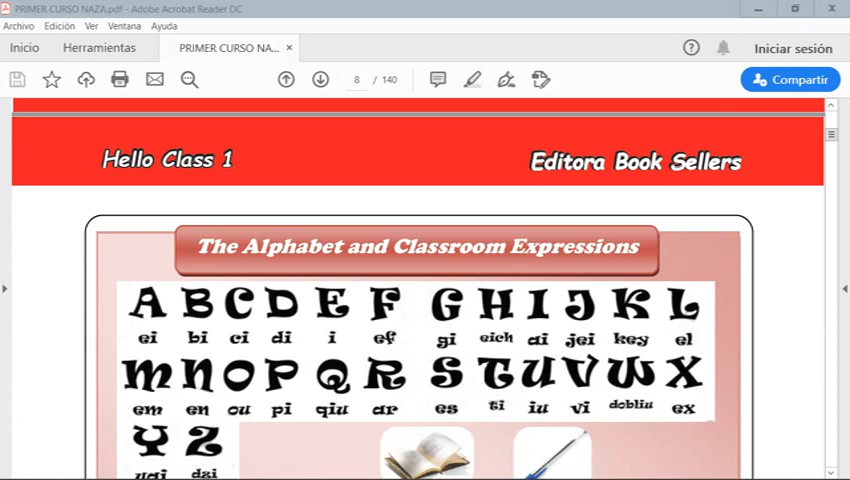 PRIMER CURSO NAZA.pdf - Adobe Acrobat Reader DC
Archivo Edición Ver Ventana Ayuda
Inicio Herramientas PRIMER CURSO NA... × Iniciar sesión
8 / 140 Compartir
Hello Class 1 Editora Book Sellers
The Alphabet and Classroom Expressions
A B C D E F G H I J K L
ei bi ci di i ef gi eich ai jei key el
M N O P Q R S T U V W X
em en ou pi qiu ar es ti iu vi dobliu ex
Y Z
uai dzi